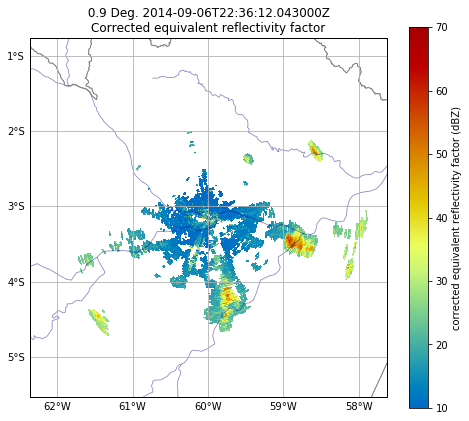 0.9 Deg. 2014-09-06T22:36:12.043000Z
Corrected equivalent reflectivity factor
1°S
2°S
3°S
4°S
5°S
62°W 61°W 60°W 59°W 58°W
70
60
50
40
30
20
10
corrected equivalent reflectivity factor (dBZ)